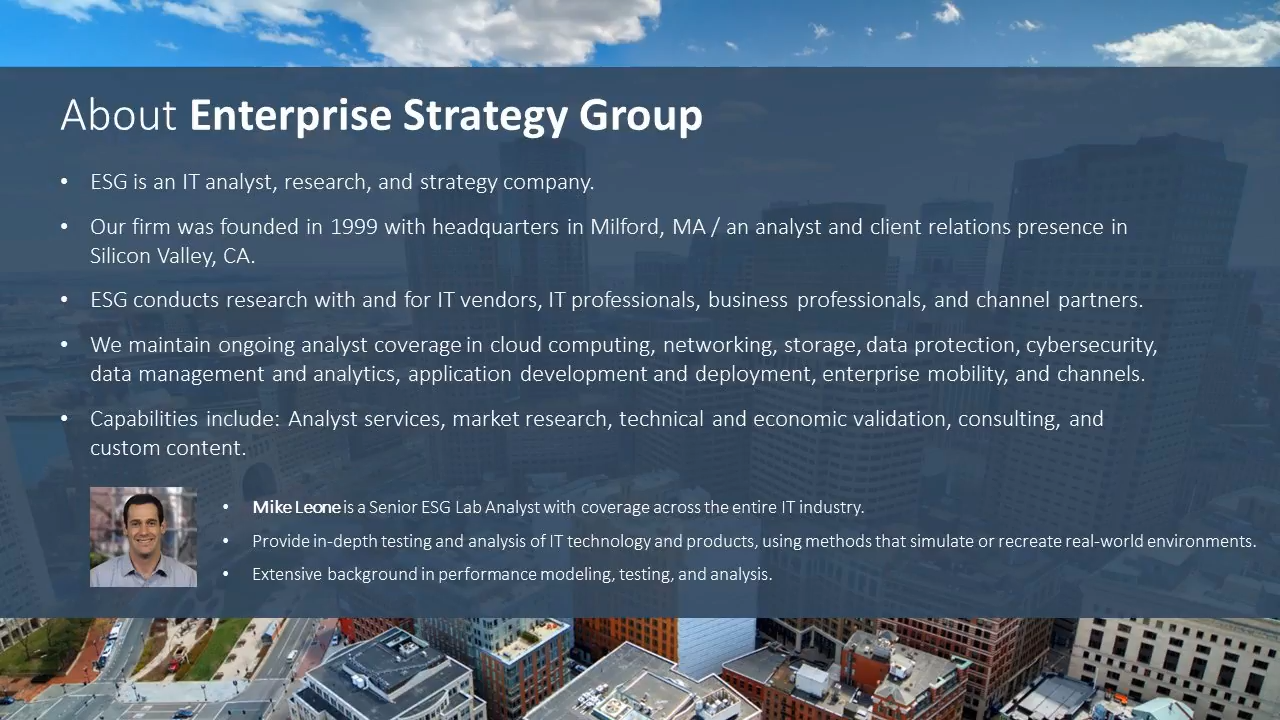 About Enterprise Strategy Group
• ESG is an IT analyst, research, and strategy company.
• Our firm was founded in 1999 with headquarters in Milford, MA / an analyst and client relations presence in
Silicon Valley, CA.
• ESG conducts research with and for IT vendors, IT professionals, business professionals, and channel partners.
• We maintain ongoing analyst coverage in cloud computing, networking, storage, data protection, cybersecurity,
data management and analytics, application development and deployment, enterprise mobility, and channels.
• Capabilities include: Analyst services, market research, technical and economic validation, consulting, and
custom content.
• Mike Leone is a Senior ESG Lab Analyst with coverage across the entire IT industry.
• Provide in-depth testing and analysis of IT technology and products, using methods that simulate or recreate real-world environments.
• Extensive background in performance modeling, testing, and analysis.